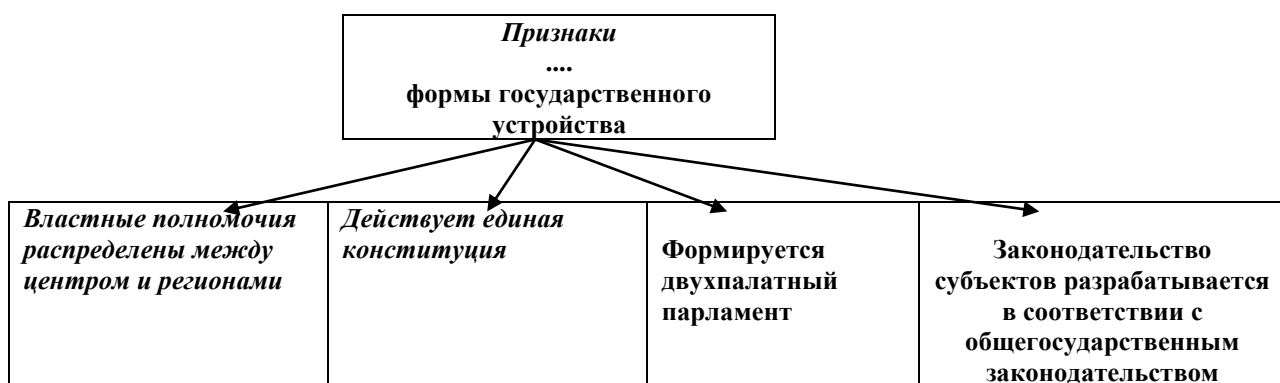 Признаки
....
формы государственного
устройства
Властные полномочия
распределены между
центром и регионами
Действует единая
конституция
Формируется
двухпалатный
парламент
Законодательство
субъектов разрабатывается
в соответствии с
общегосударственным
законодательством